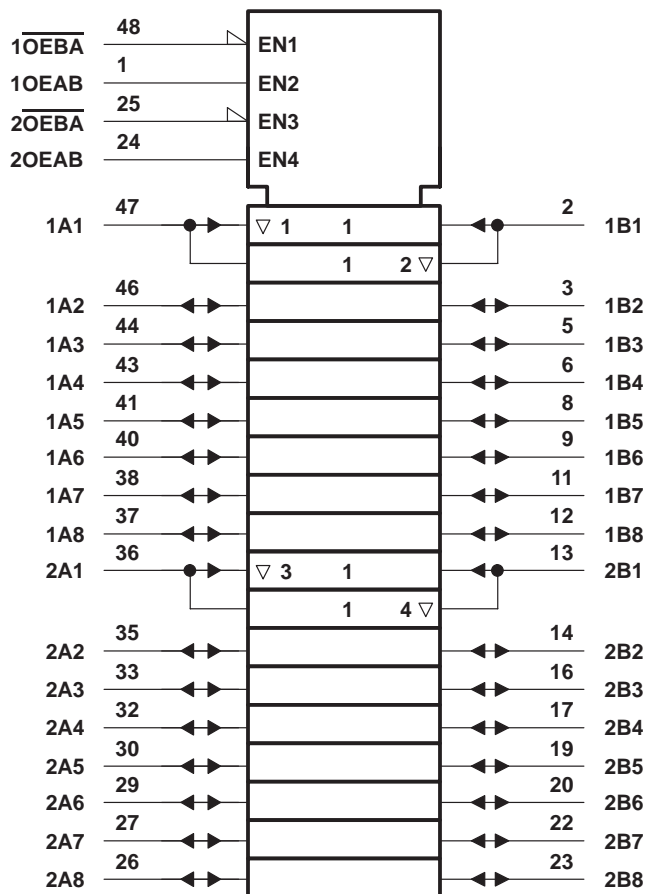 48
1OEBA EN1
1
1OEAB EN2
25
2OEBA EN3
24
2OEAB EN4
47 2
1A1 ▽ 1 1 1B1
1 2 ▽
46 3
1A2 1B2
44 5
1A3 1B3
43 6
1A4 1B4
41 8
1A5 1B5
40 9
1A6 1B6
38 11
1A7 1B7
37 12
1A8 1B8
36 13
2A1 ▽ 3 1 2B1
1 4 ▽
35 14
2A2 2B2
33 16
2A3 2B3
32 17
2A4 2B4
30 19
2A5 2B5
29 20
2A6 2B6
27 22
2A7 2B7
26 23
2A8 2B8